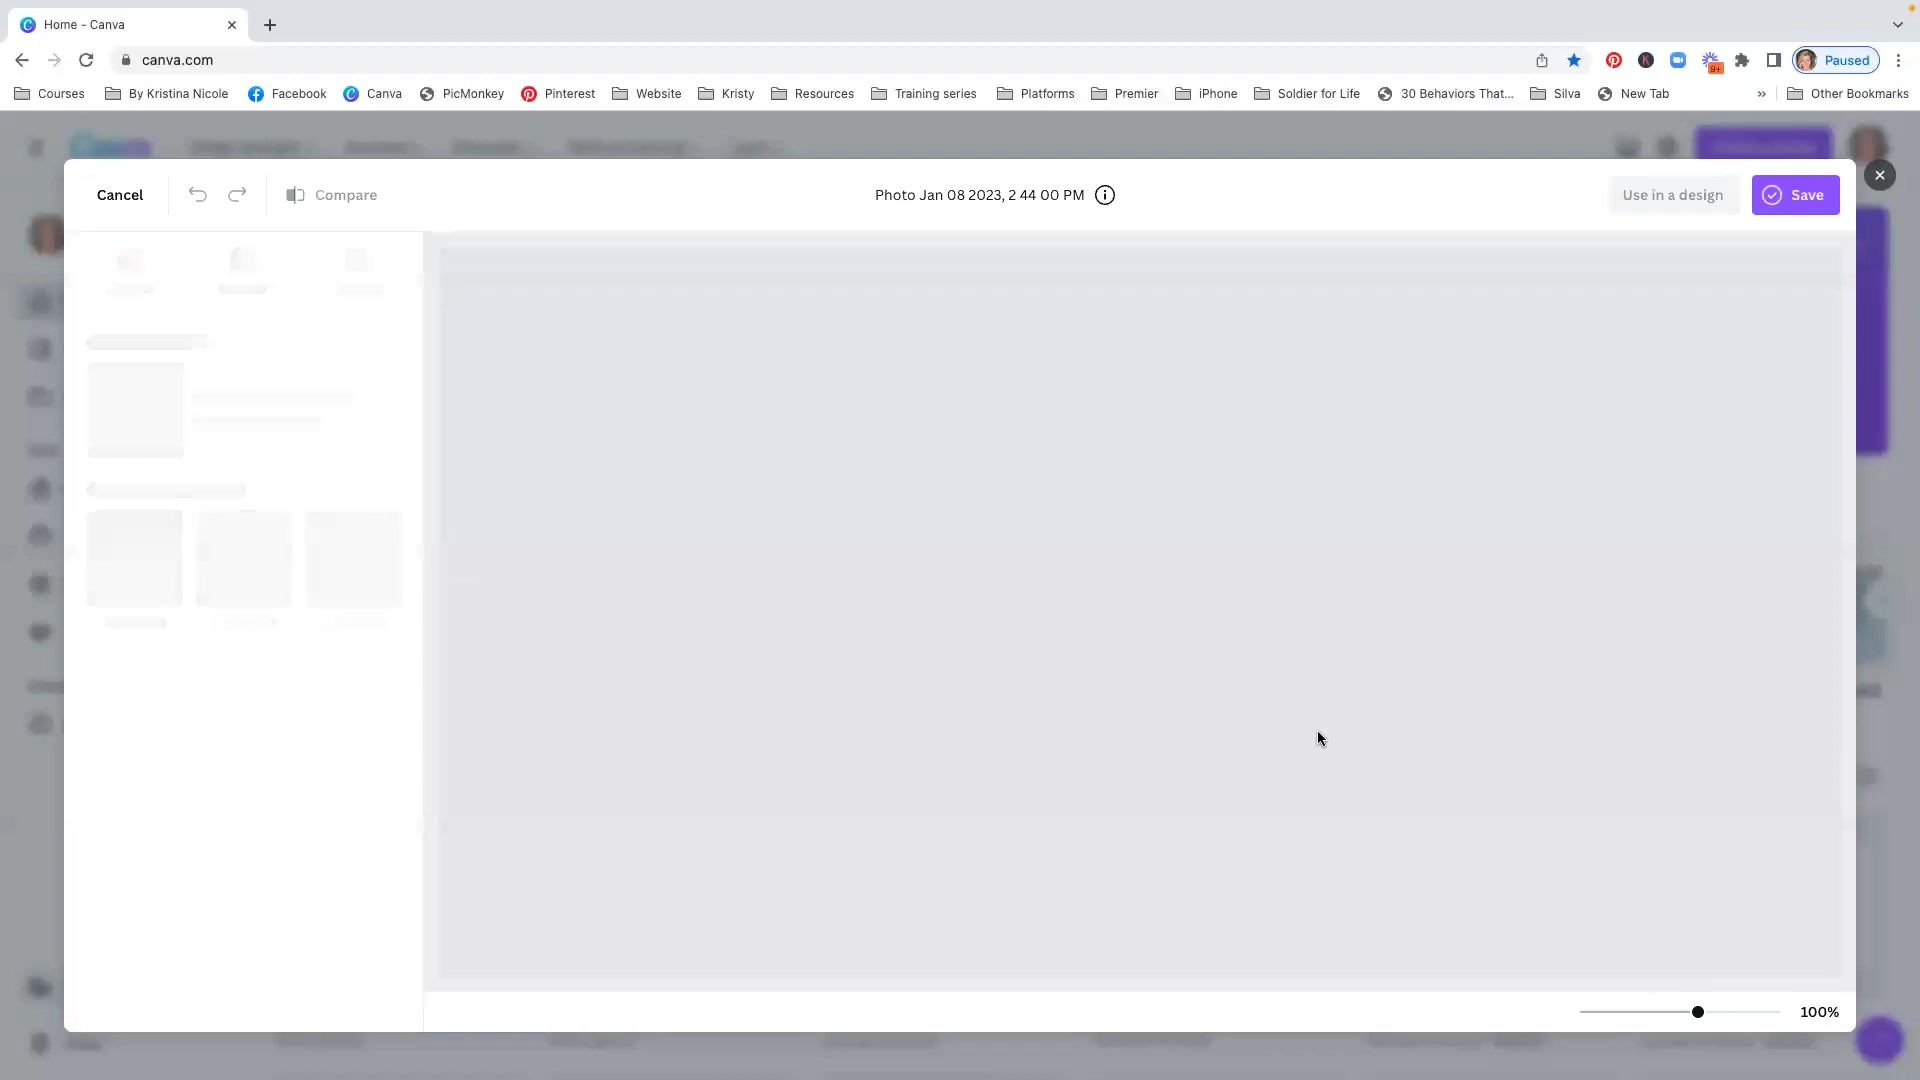 Home - Canva
canva.com
9+
Paused
Courses By Kristina Nicole Facebook Canva PicMonkey Pinterest Website Kristy Resources Training series Platforms Premier iPhone Soldier for Life 30 Behaviors That... Silva New Tab » Other Bookmarks
Cancel Compare Photo Jan 08 2023, 2 44 00 PM Use in a design Save
100%